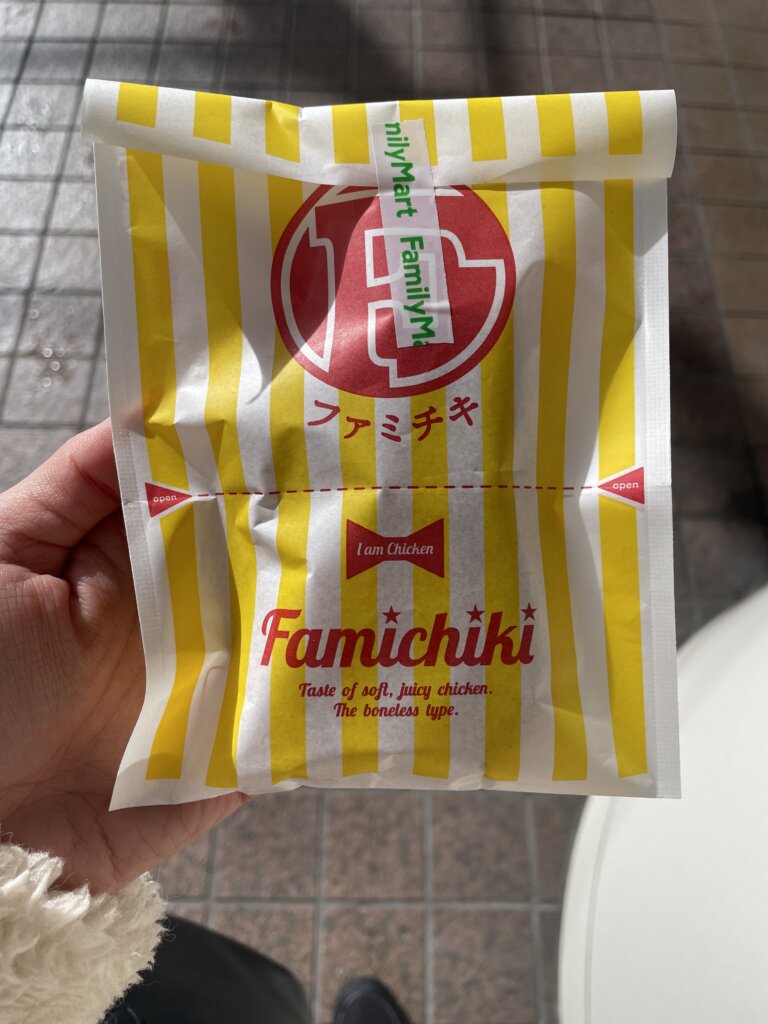 milyMart FamilyMa
ファミチキ
open
open
I am Chicken
Famichiki
Taste of soft, juicy chicken.
The boneless type.